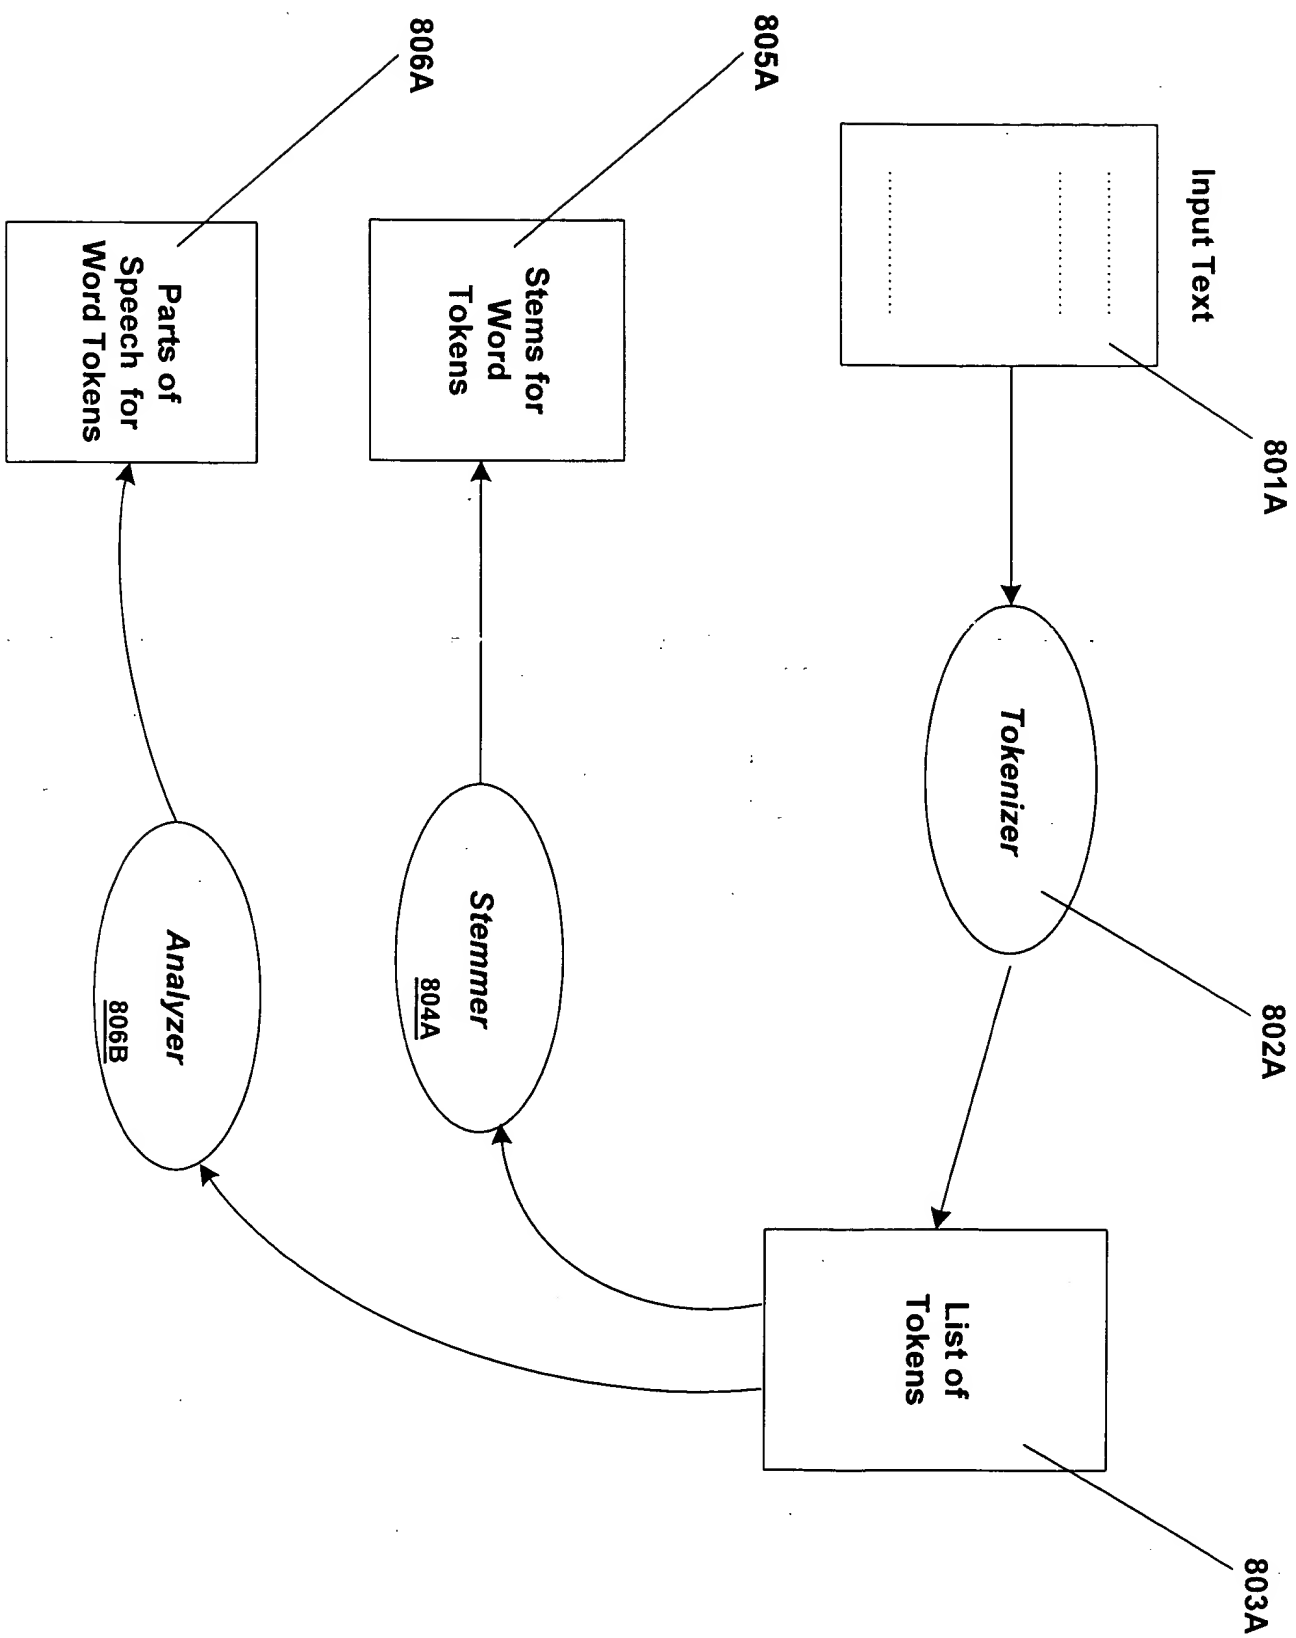 Input Text
801A
Tokenizer
802A
List of
Tokens
803A
805A
Stems for
Word
Tokens
Stemmer
804A
806A
Parts of
Speech for
Word Tokens
Analyzer
806B